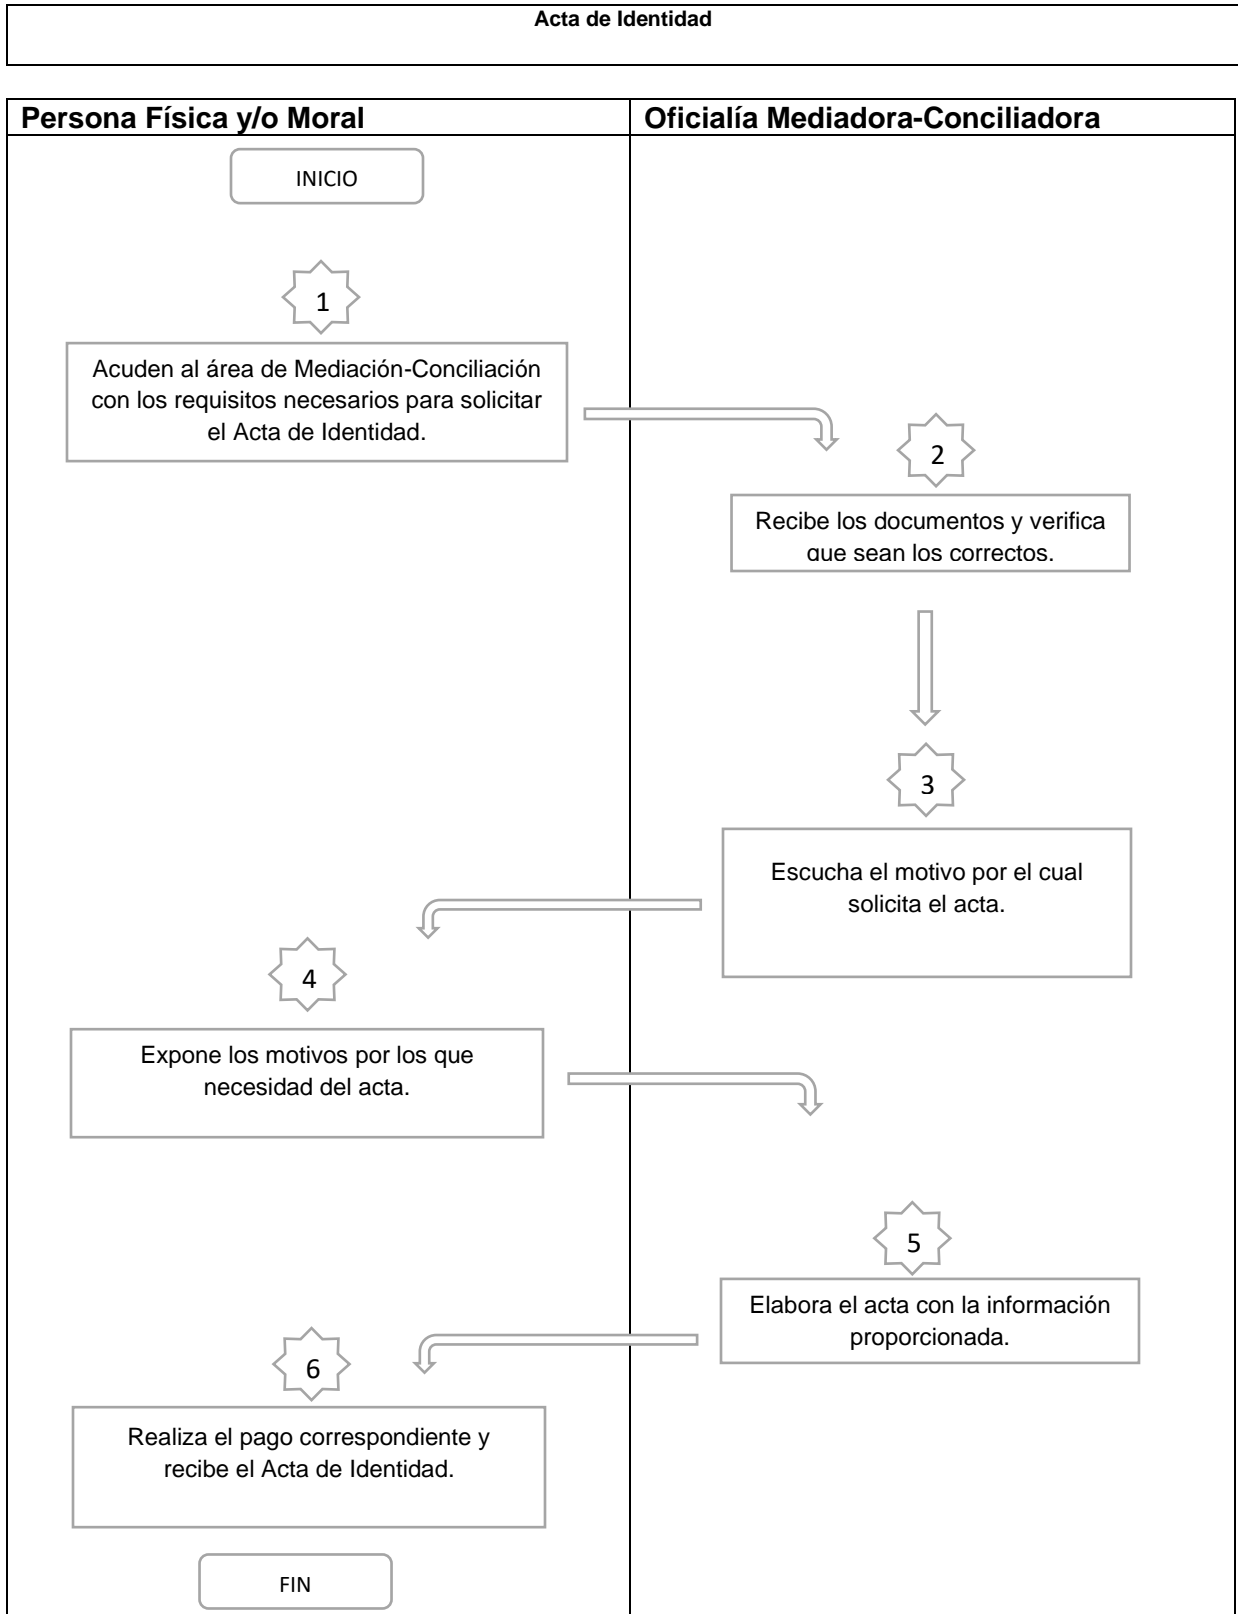 Acta de Identidad
Persona Física y/o Moral
Oficialía Mediadora-Conciliadora
INICIO
1
Acuden al área de Mediación-Conciliación
con los requisitos necesarios para solicitar
el Acta de Identidad.
2
Recibe los documentos y verifica
que sean los correctos.
3
Escucha el motivo por el cual
solicita el acta.
4
Expone los motivos por los que
necesidad del acta.
5
Elabora el acta con la información
proporcionada.
6
Realiza el pago correspondiente y
recibe el Acta de Identidad.
FIN